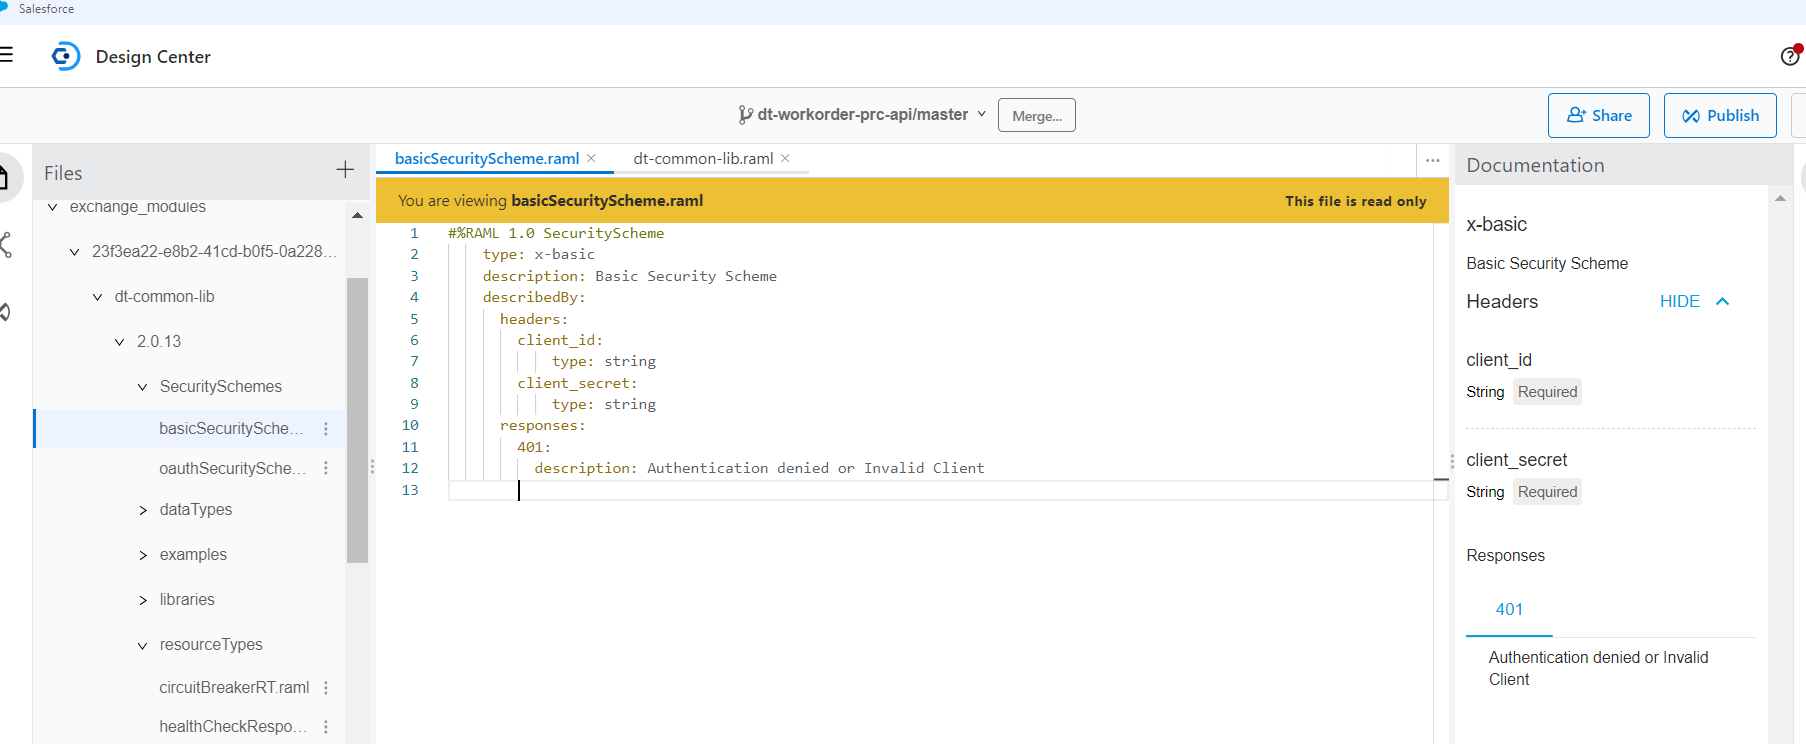 Salesforce
Design Center
dt-workorder-prc-api/master
Merge...
Share
Publish
Files
exchange_modules
23f3ea22-e8b2-41cd-b0f5-0a228...
dt-common-lib
2.0.13
SecuritySchemes
basicSecuritySche...
oauthSecuritySche...
dataTypes
examples
libraries
resourceTypes
circuitBreakerRT.raml
healthCheckRespo...
basicSecurityScheme.raml
dt-common-lib.raml
You are viewing basicSecurityScheme.raml
This file is read only
1 #%RAML 1.0 SecurityScheme
2 type: x-basic
3 description: Basic Security Scheme
4 describedBy:
5 headers:
6 client_id:
7 type: string
8 client_secret:
9 type: string
10 responses:
11 401:
12 description: Authentication denied or Invalid Client
13
Documentation
x-basic
Basic Security Scheme
Headers HIDE
client_id
String Required
client_secret
String Required
Responses
401
Authentication denied or Invalid
Client